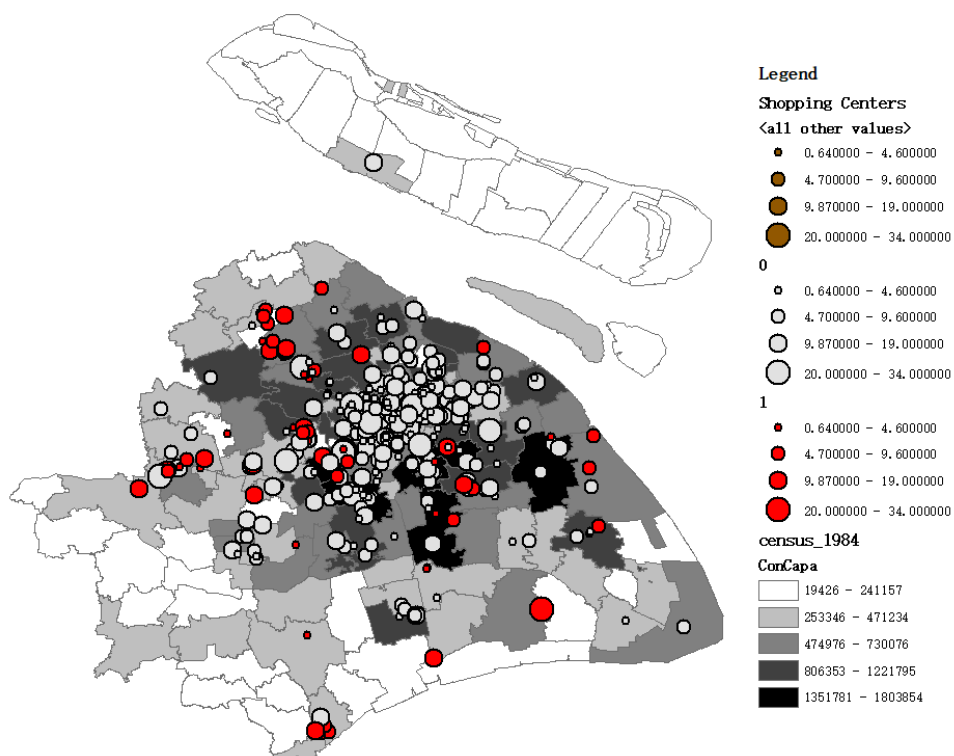 Legend
Shopping Centers
<all other values>
0.640000 - 4.600000
4.700000 - 9.600000
9.870000 - 19.000000
20.000000 - 34.000000
0
0.640000 - 4.600000
4.700000 - 9.600000
9.870000 - 19.000000
20.000000 - 34.000000
1
0.640000 - 4.600000
4.700000 - 9.600000
9.870000 - 19.000000
20.000000 - 34.000000
census_1984
ConCapa
19426 - 241157
253346 - 471234
474976 - 730076
806353 - 1221795
1351781 - 1803854